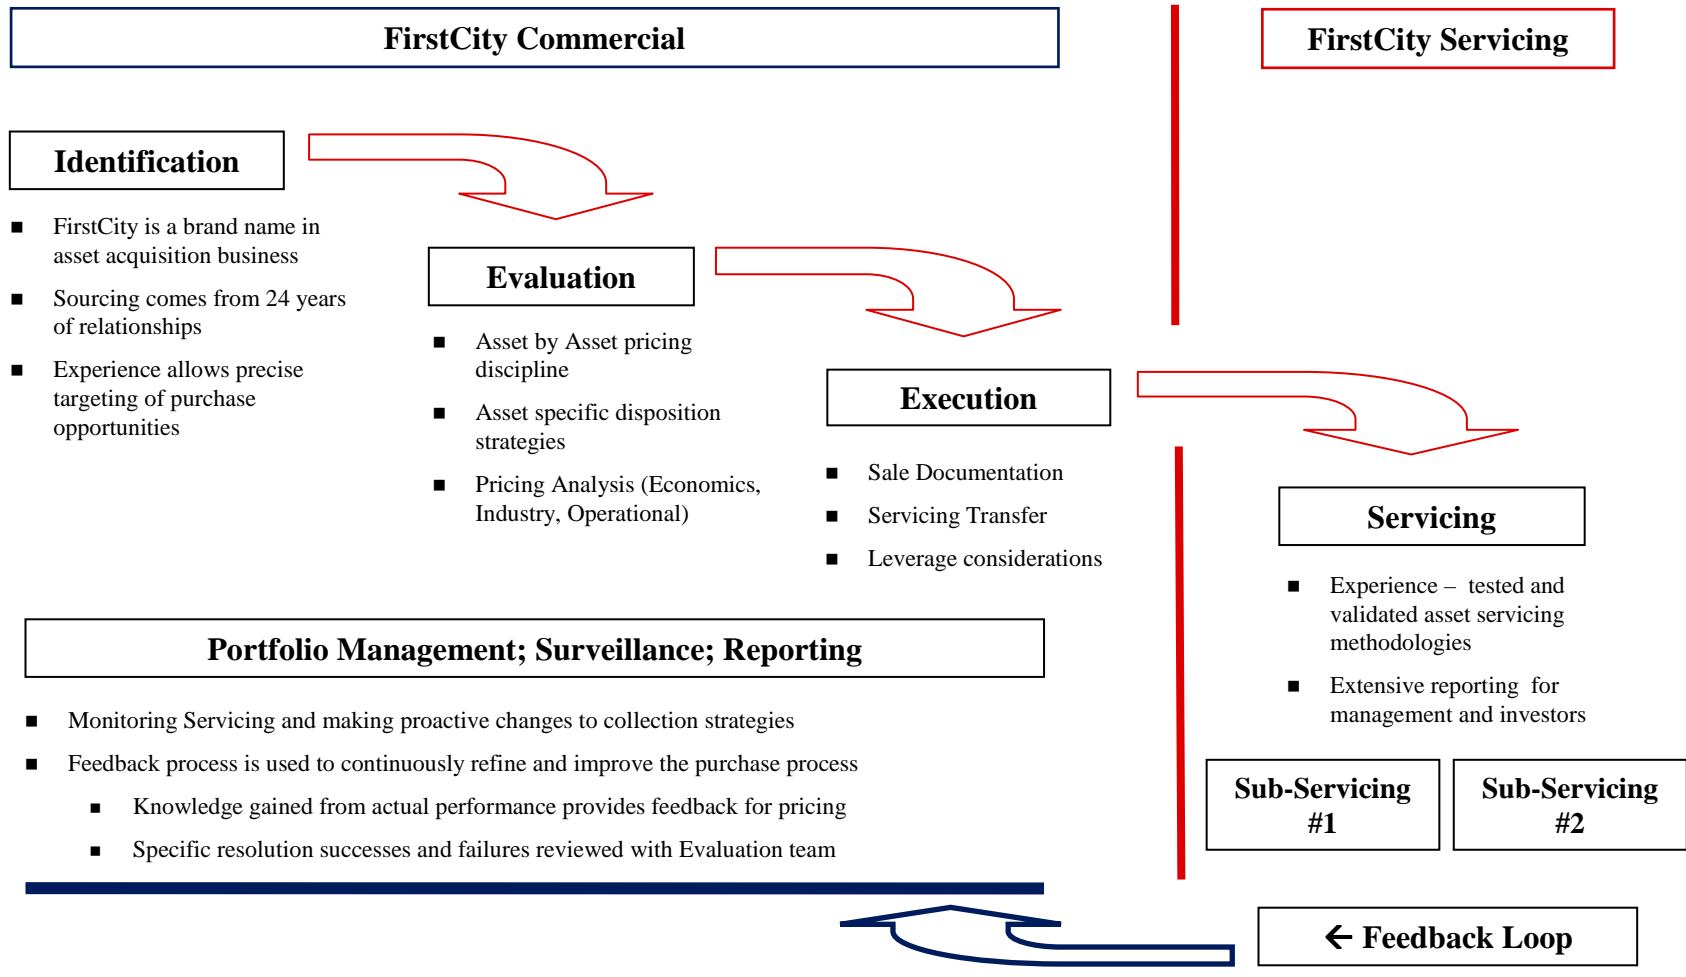 FirstCity Commercial
FirstCity Servicing
Identification
■ FirstCity is a brand name in
asset acquisition business
■ Sourcing comes from 24 years
of relationships
■ Experience allows precise
targeting of purchase
opportunities
Evaluation
■ Asset by Asset pricing
discipline
■ Asset specific disposition
strategies
■ Pricing Analysis (Economics,
Industry, Operational)
Execution
■ Sale Documentation
■ Servicing Transfer
■ Leverage considerations
Servicing
■ Experience – tested and
validated asset servicing
methodologies
■ Extensive reporting for
management and investors
Sub-Servicing
#1
Sub-Servicing
#2
Portfolio Management; Surveillance; Reporting
■ Monitoring Servicing and making proactive changes to collection strategies
■ Feedback process is used to continuously refine and improve the purchase process
■ Knowledge gained from actual performance provides feedback for pricing
■ Specific resolution successes and failures reviewed with Evaluation team
← Feedback Loop